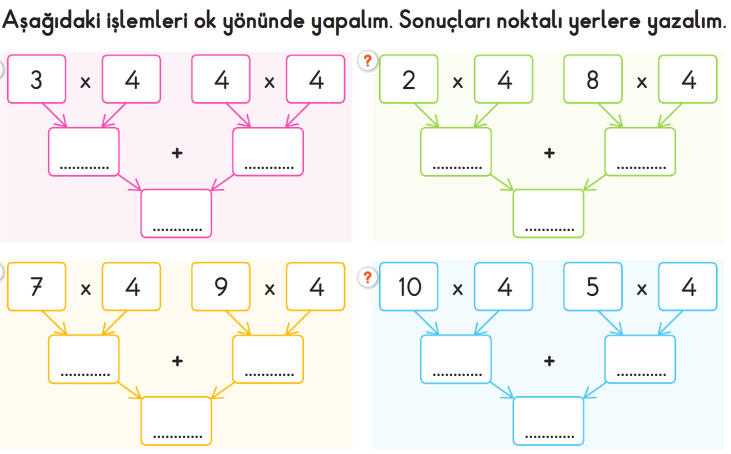 Aşağıdaki işlemleri ok yönünde yapalım. Sonuçları noktalı yerlere yazalım.
3 x 4 4 x 4
............ + ............
............
? 2 x 4 8 x 4
............ + ............
............
7 x 4 9 x 4
............ + ............
............
? 10 x 4 5 x 4
............ + ............
............